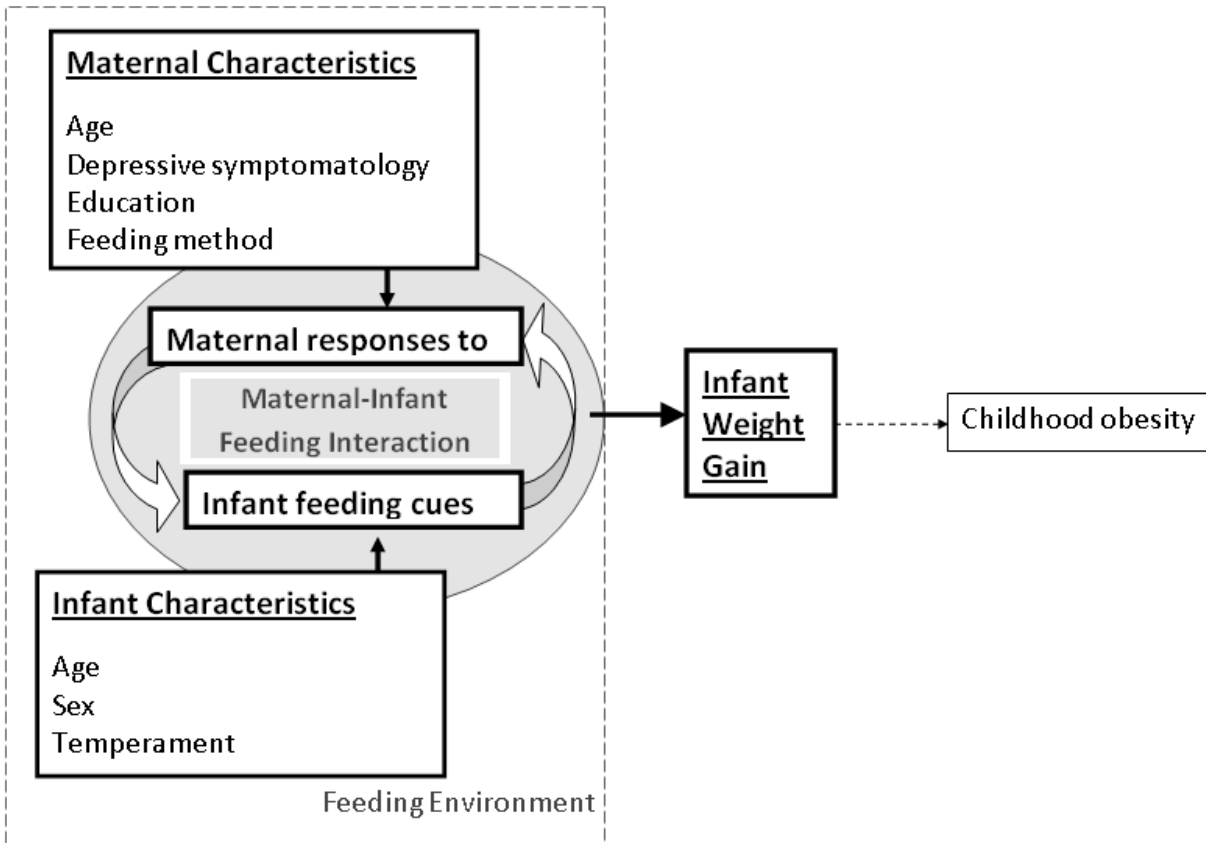 Maternal Characteristics
Age
Depressive symptomatology
Education
Feeding method
Maternal responses to
Maternal-Infant
Feeding Interaction
Infant feeding cues
Infant Characteristics
Age
Sex
Temperament
Feeding Environment
Infant
Weight
Gain
Childhood obesity